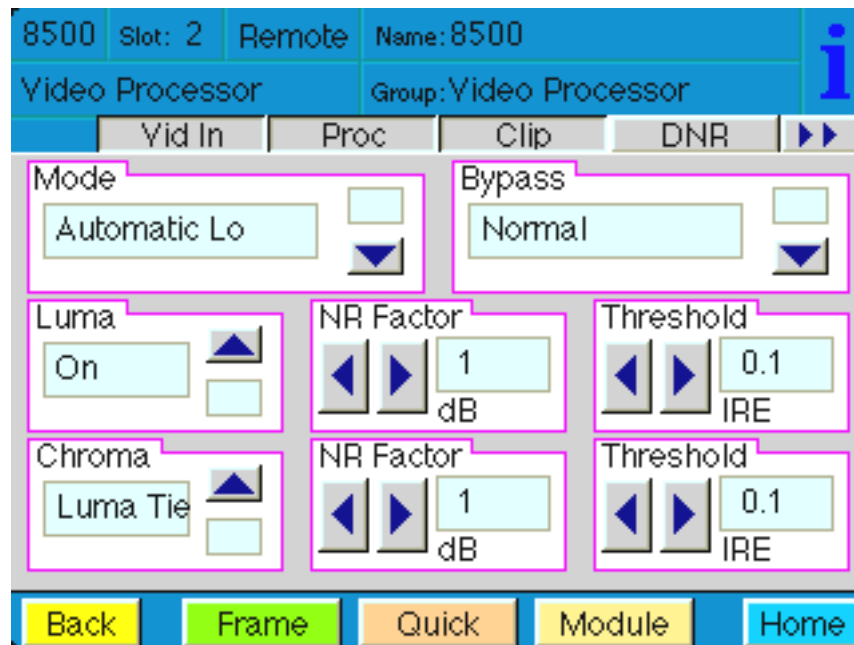 8500 Slot: 2 Remote Name: 8500
Video Processor Group: Video Processor
i
Vid In Proc Clip DNR
Mode Bypass
Automatic Lo Normal
Luma NR Factor Threshold
On 1 0.1
dB IRE
Chroma NR Factor Threshold
Luma Tie 1 0.1
dB IRE
Back Frame Quick Module Home